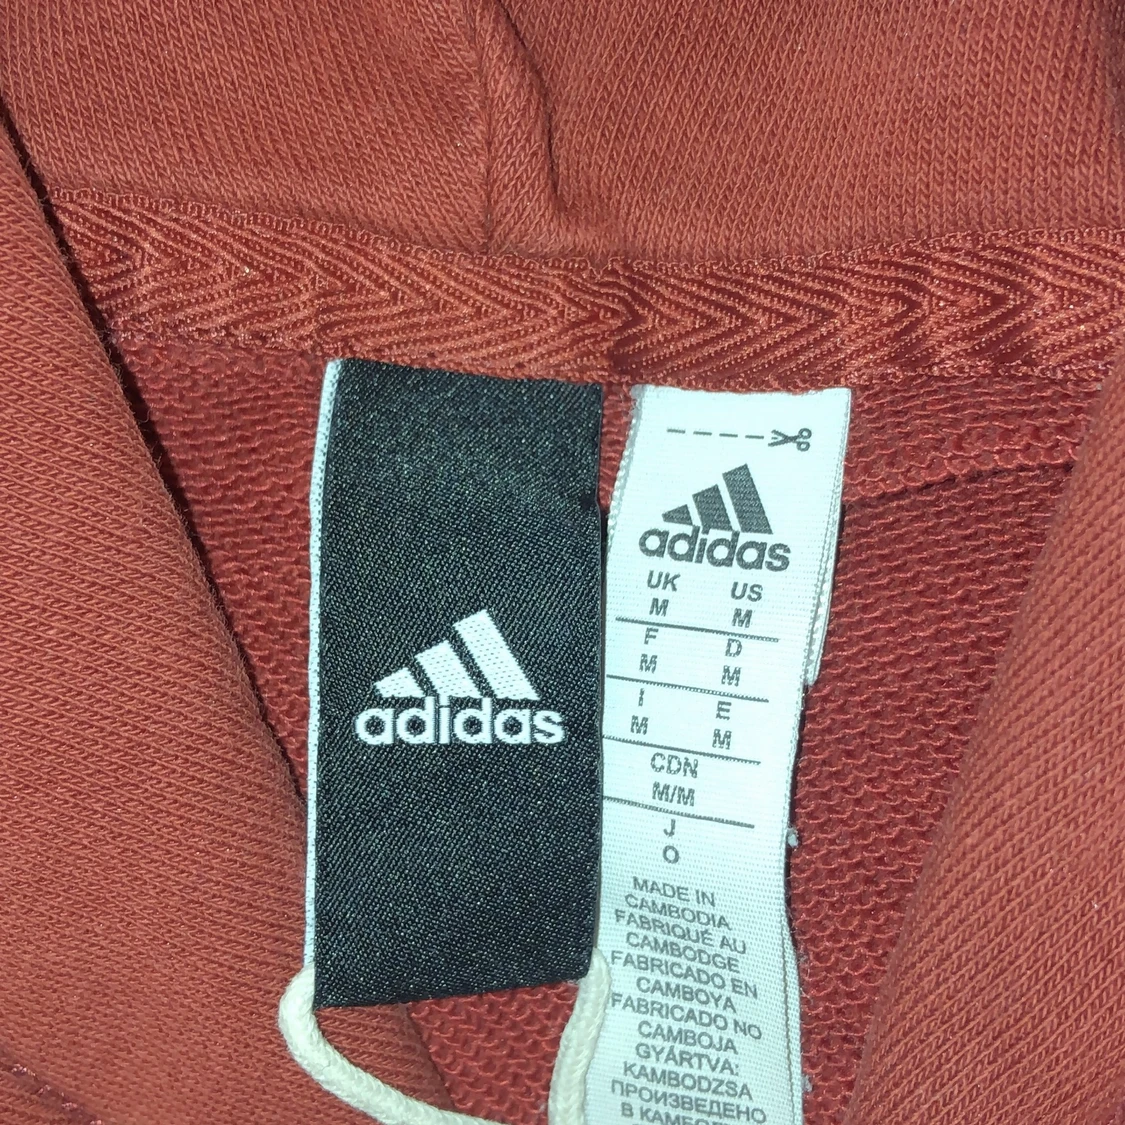 adidas
adidas
UK US
M M
F D
M M
I E
M M
CDN
M/M
J
O
MADE IN
CAMBODIA
FABRIQUÉ AU
CAMBODGE
FABRICADO EN
CAMBOYA
FABRICADO NO
CAMBOJA
GYÁRTVA:
KAMBODZSA
ПРОИЗВЕДЕНО